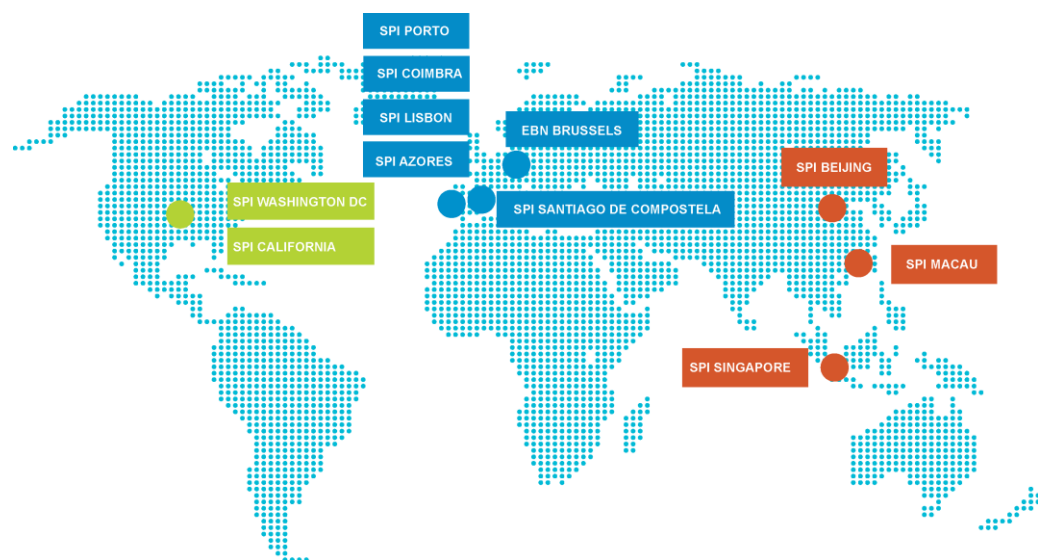 SPI PORTO
SPI COIMBRA
SPI LISBON
SPI AZORES
EBN BRUSSELS
SPI BEIJING
SPI WASHINGTON DC
SPI SANTIAGO DE COMPOSTELA
SPI CALIFORNIA
SPI MACAU
SPI SINGAPORE